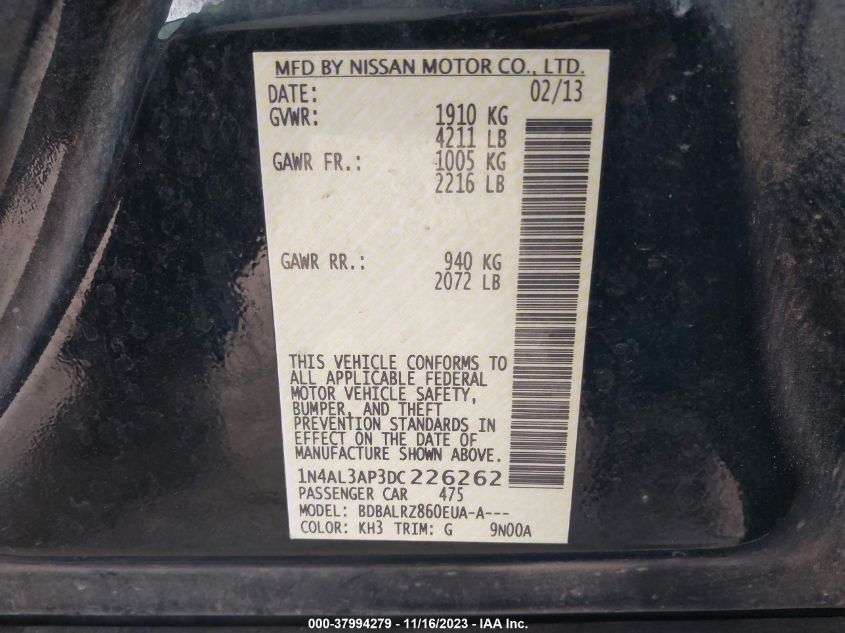 MFD BY NISSAN MOTOR CO., LTD.
DATE: 02/13
GVWR: 1910 KG
4211 LB
GAWR FR.: 1005 KG
2216 LB
GAWR RR.: 940 KG
2072 LB
THIS VEHICLE CONFORMS TO
ALL APPLICABLE FEDERAL
MOTOR VEHICLE SAFETY,
BUMPER, AND THEFT
PREVENTION STANDARDS IN
EFFECT ON THE DATE OF
MANUFACTURE SHOWN ABOVE.
1N4AL3AP3DC226262
PASSENGER CAR 475
MODEL: BDBALRZ860EUA-A---
COLOR: KH3 TRIM: G 9N00A
000-37994279 - 11/16/2023 - IAA Inc.